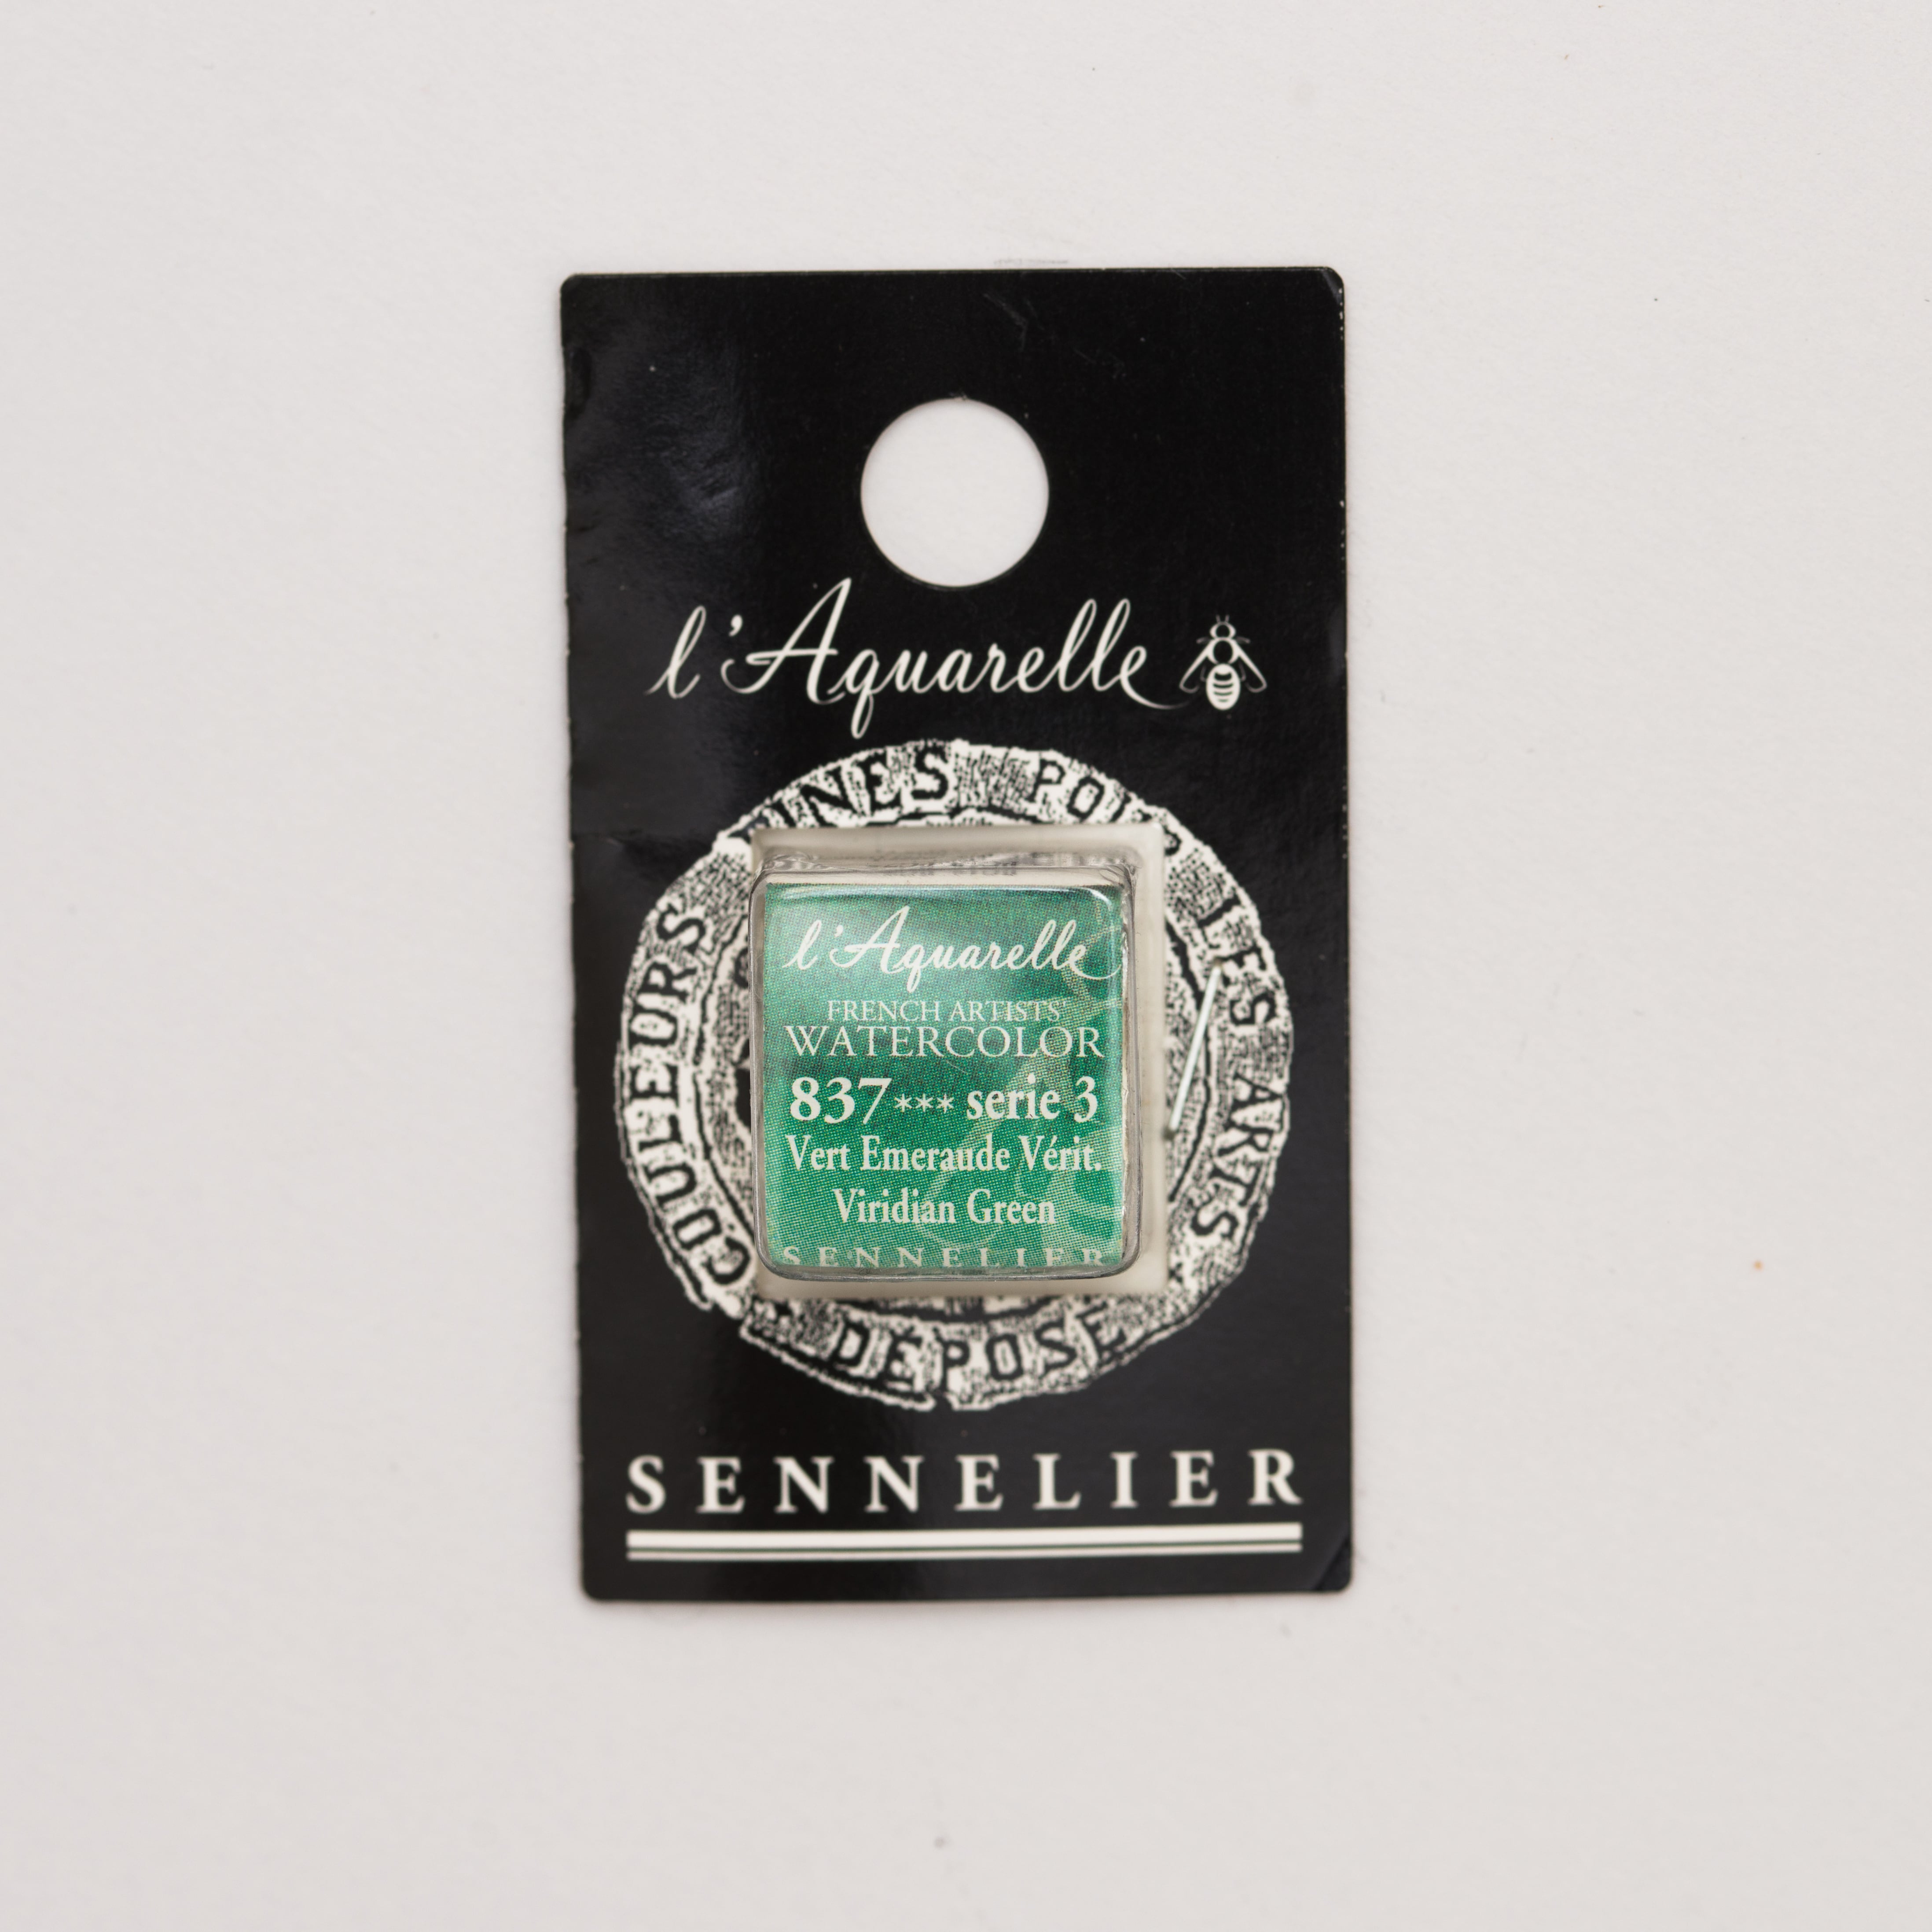 l'Aquarelle
COULEURS FINES POUR LES ARTS
DÉPOSÉ
l'Aquarelle
FRENCH ARTISTS'
WATERCOLOR
837*** serie 3
Vert Emeraude Vérit.
Viridian Green
SENNELIER
SENNELIER